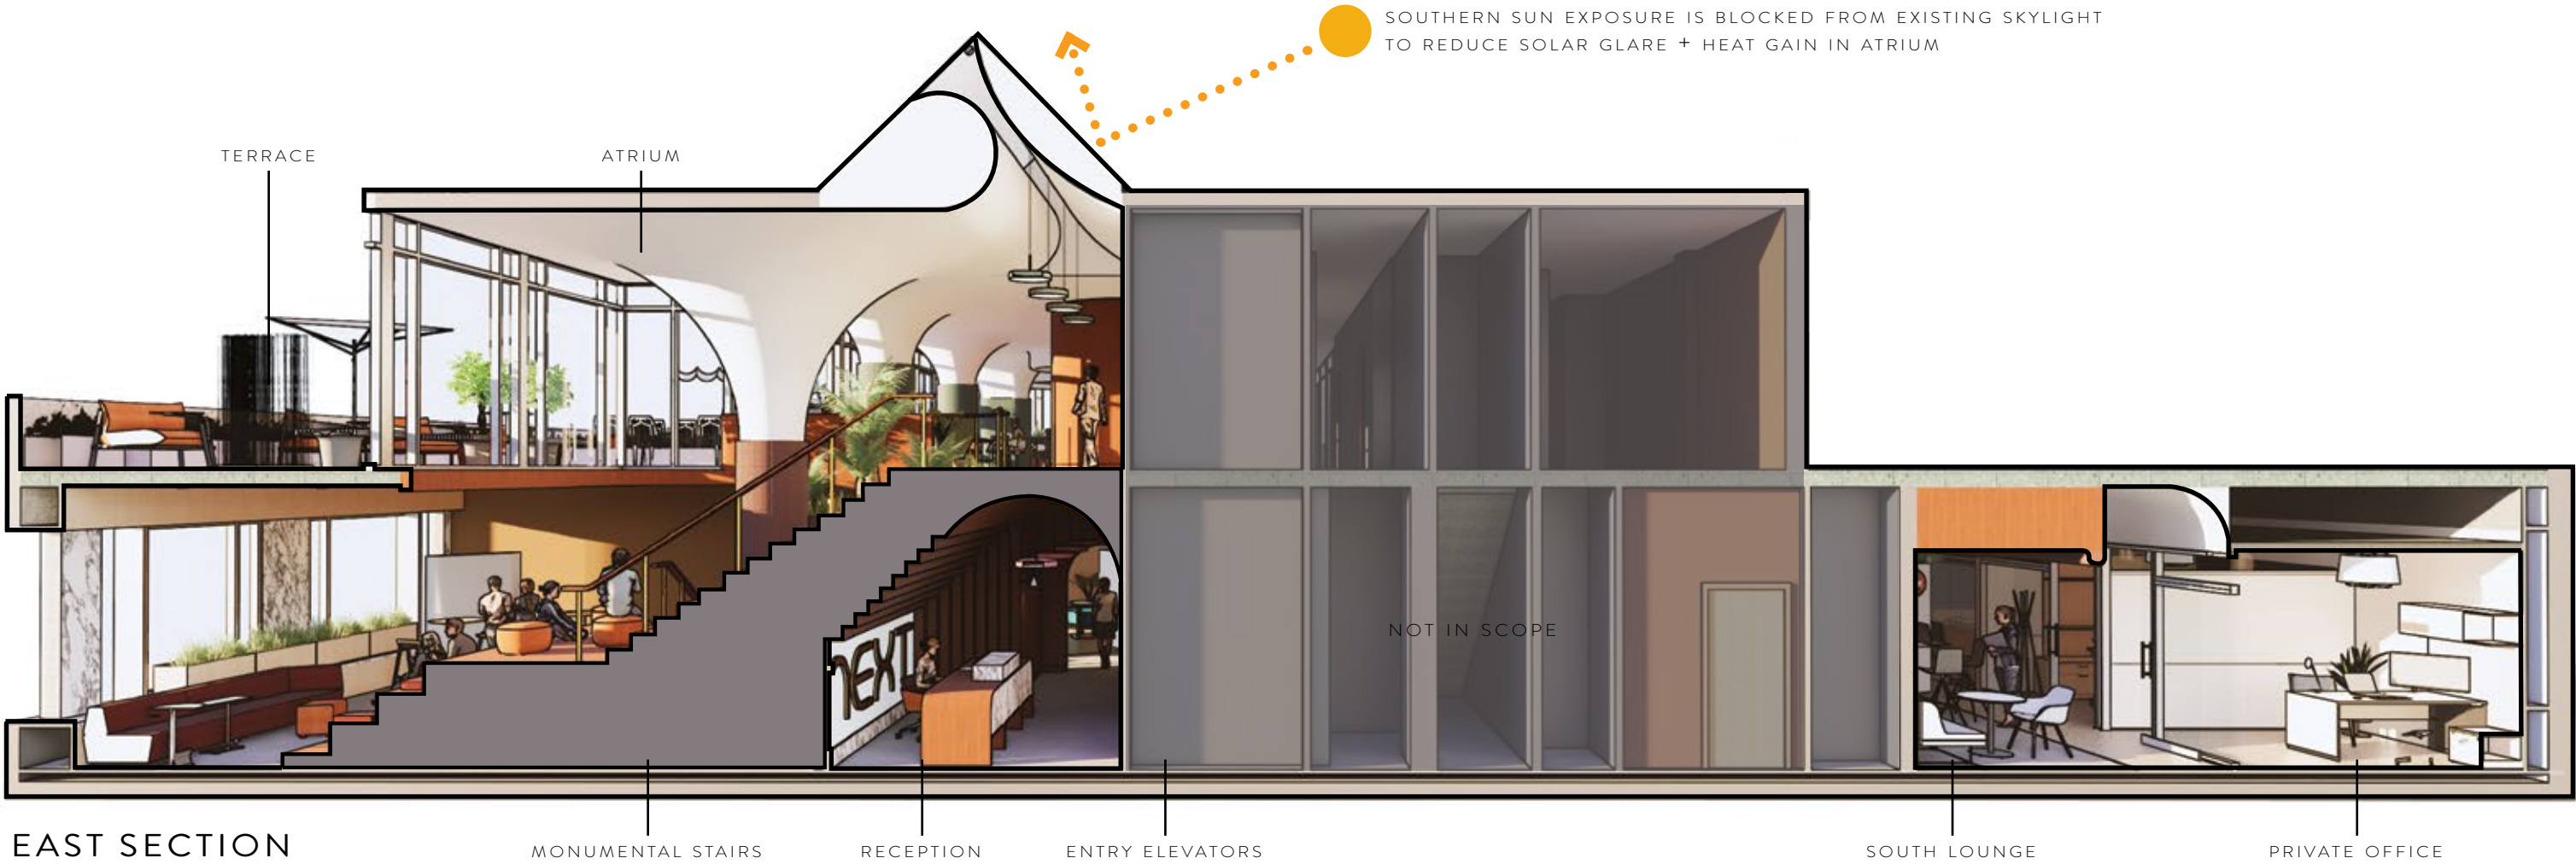 SOUTHERN SUN EXPOSURE IS BLOCKED FROM EXISTING SKYLIGHT
TO REDUCE SOLAR GLARE + HEAT GAIN IN ATRIUM
TERRACE
ATRIUM
NOT IN SCOPE
NEXT
EAST SECTION
MONUMENTAL STAIRS
RECEPTION
ENTRY ELEVATORS
SOUTH LOUNGE
PRIVATE OFFICE